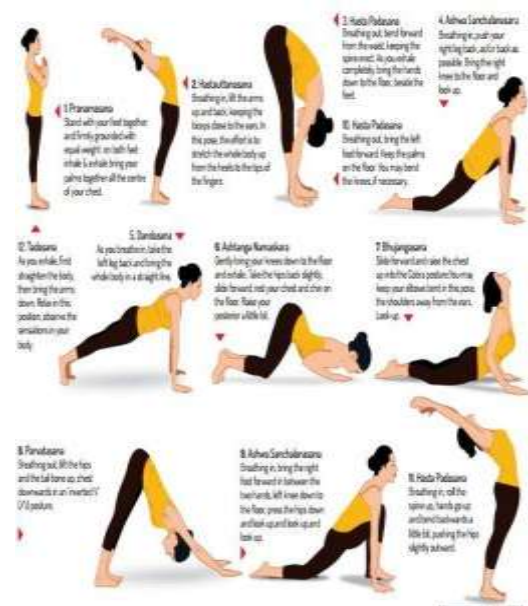 1. Pranamasana
Stand with your feet together
and firmly grounded with
equal weight on both feet
inhale & exhale bring your
palms together all the centre
of your chest.
2. Hastauttanasana
Breathing in, lift the arms
up and back, keeping the
biceps close to the ears. In
this pose, the effort is to
stretch the whole body up
from the heels to the tips of
the fingers.
3. Hasta Padasana
Breathing out, bend forward
from the waist, keeping the
spine erect. As you exhale
completely, bring the hands
down to the floor, beside the
feet.
4. Ashwa Sanchalanasana
Breathing in, push your
right leg back, as far back as
possible. Bring the right
knee to the floor and
look up.
10. Hasta Padasana
Breathing out, bring the left
foot forward. Keep the palms
on the floor. You may bend
the knees if necessary.
12. Tadasana
As you exhale, first
straighten the body,
then bring the arms
down. Relax in this
position, observe the
sensations in your
body
5. Dandasana
As you breathe in, take the
left leg back and bring the
whole body in a straight line.
6. Ashtanga Namaskara
Gently bring your knees down to the floor
and exhale. Take the hips back slightly,
slide forward, rest your chest and chin on
the floor. Raise your
posterior a little bit.
7. Bhujangasana
Slide forward and raise the chest
up into the Cobra posture. You may
keep your elbows bent in this pose,
the shoulders away from the ears.
Look up.
8. Parvatasana
Breathing out, lift the hips
and the tail bone up, chest
downwards in an 'inverted V'
posture.
9. Ashwa Sanchalanasana
Breathing in, bring the right
foot forward in between the
two hands, left knee down to
the floor, press the hips down
and look up and look up and
look up.
11. Hasta Padasana
Breathing in, roll the
spine up, hands go up
and bend backwards a
little bit, pushing the hips
slightly outward.